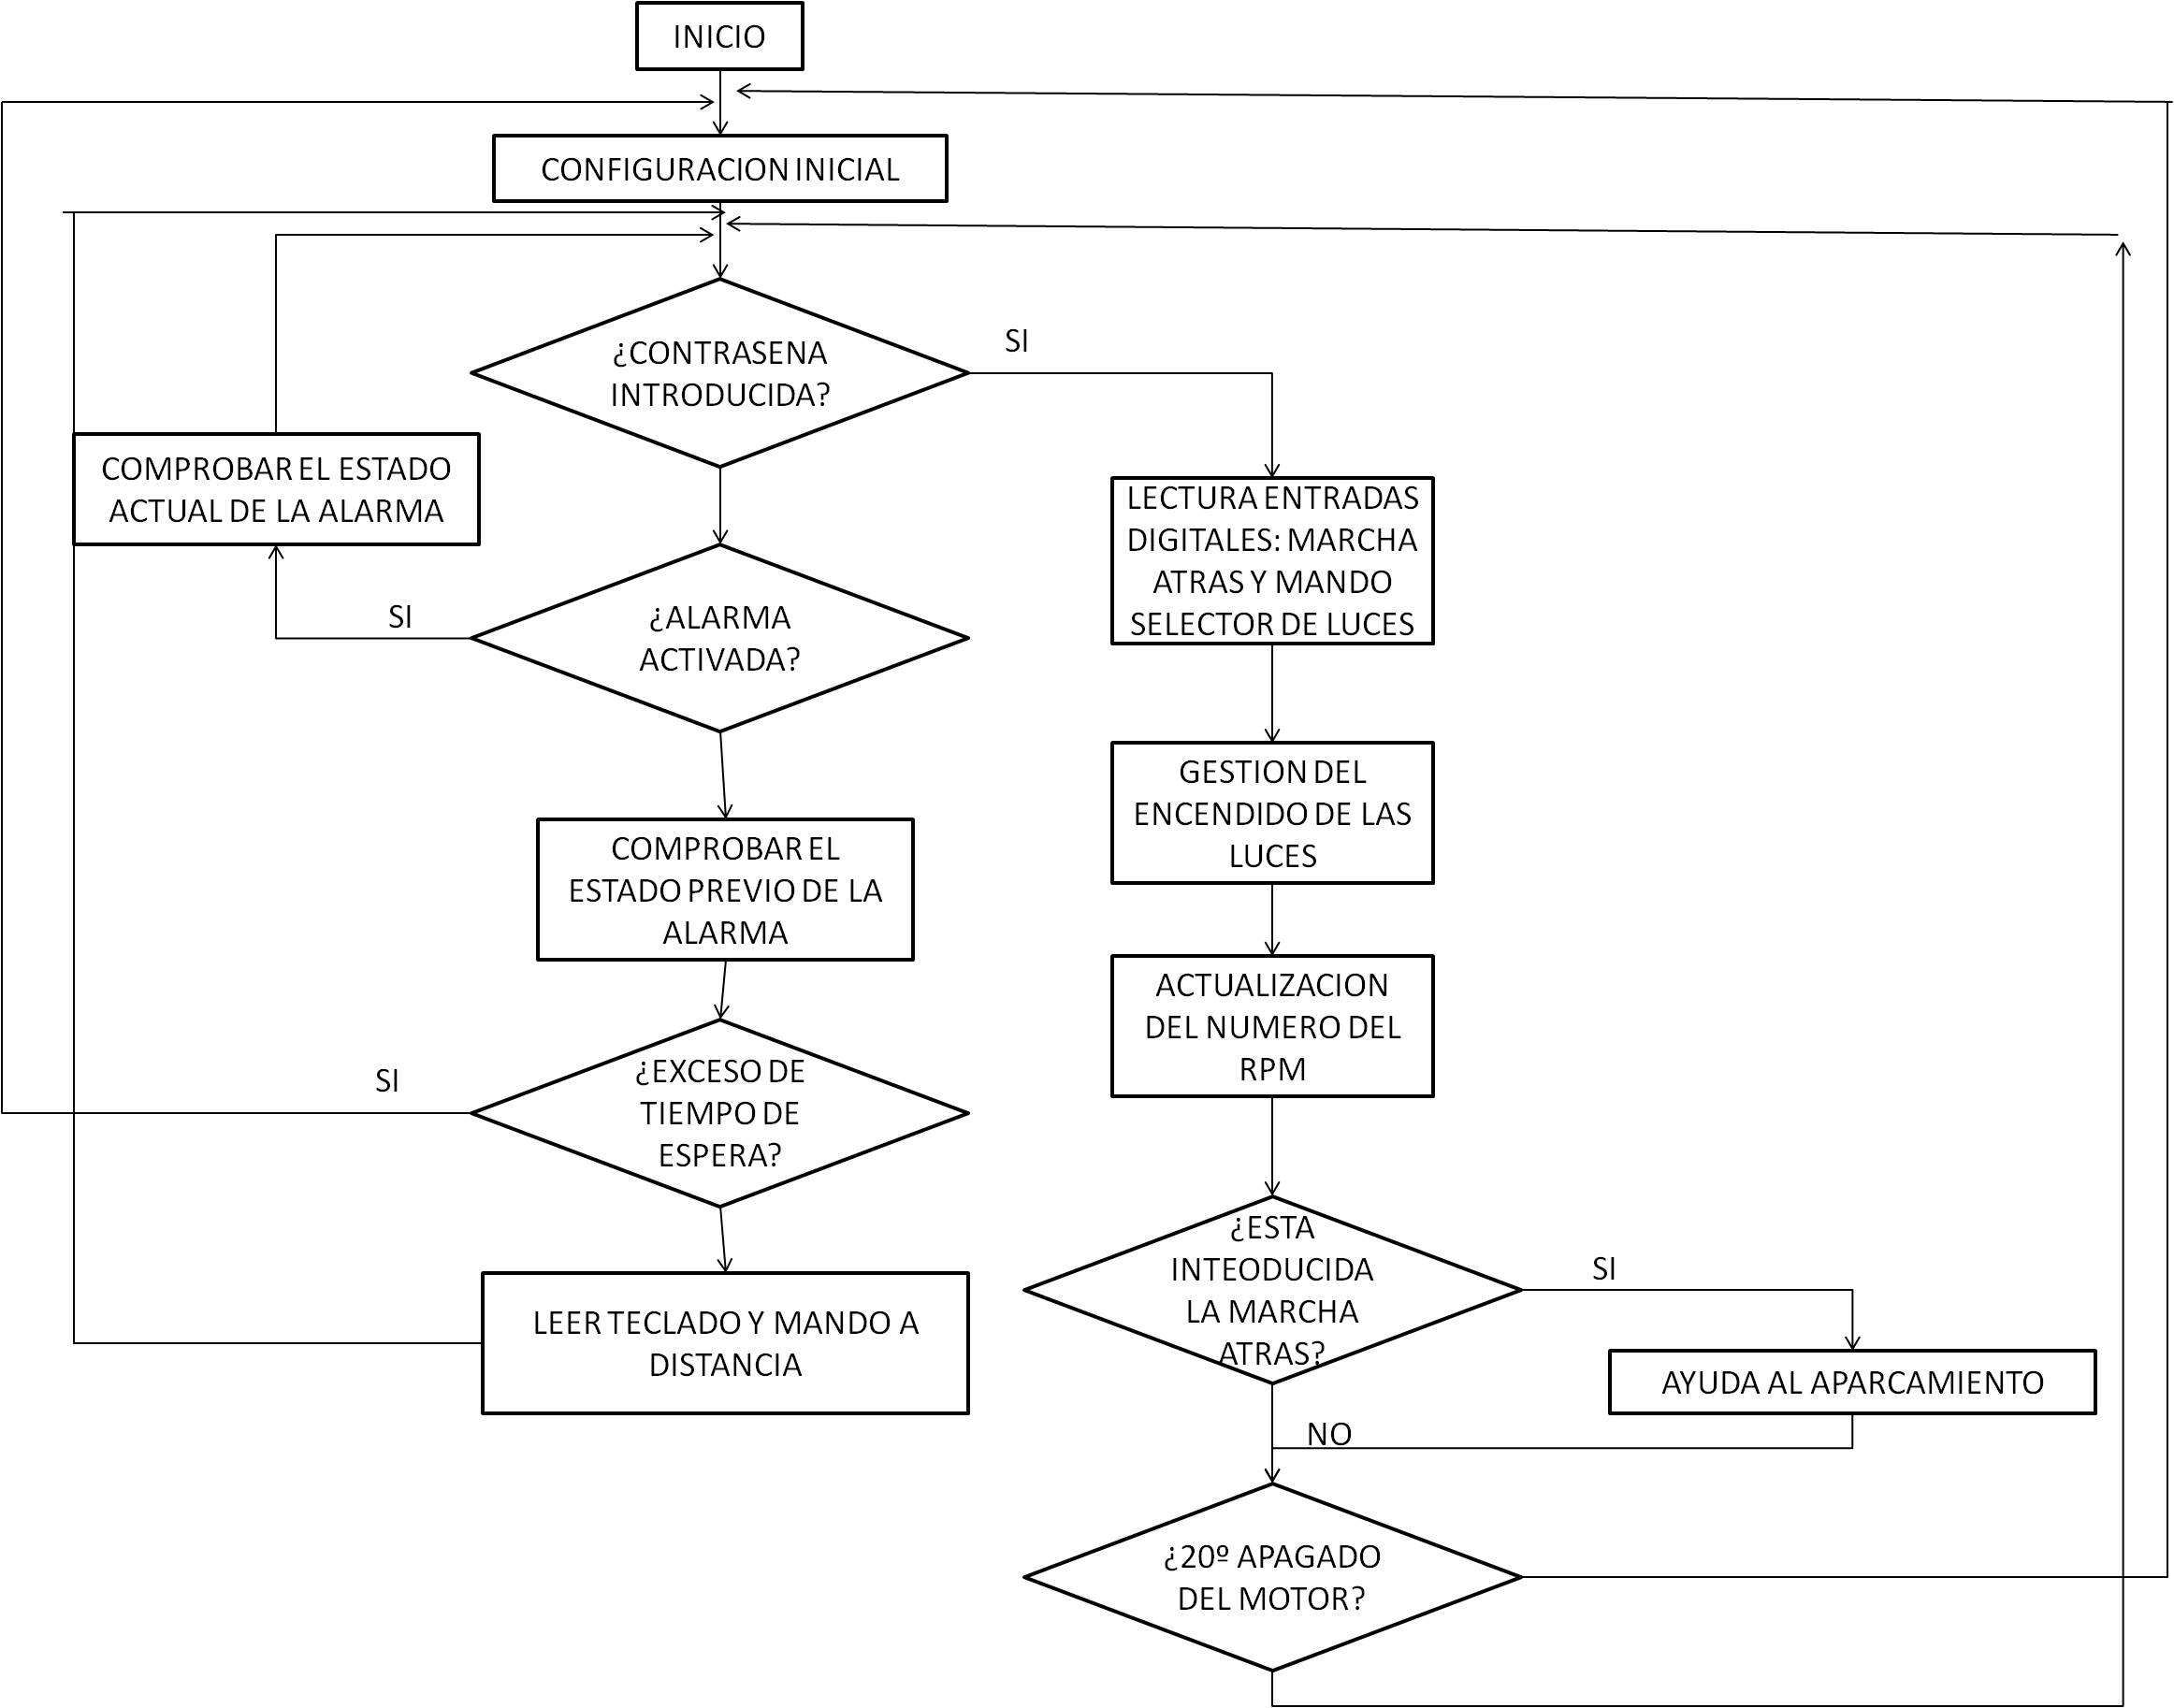 INICIO
CONFIGURACION INICIAL
¿CONTRASENA
INTRODUCIDA?
SI
COMPROBAR EL ESTADO
ACTUAL DE LA ALARMA
SI
¿ALARMA
ACTIVADA?
COMPROBAR EL
ESTADO PREVIO DE LA
ALARMA
SI
¿EXCESO DE
TIEMPO DE
ESPERA?
LEER TECLADO Y MANDO A
DISTANCIA
LECTURA ENTRADAS
DIGITALES: MARCHA
ATRAS Y MANDO
SELECTOR DE LUCES
GESTION DEL
ENCENDIDO DE LAS
LUCES
ACTUALIZACION
DEL NUMERO DEL
RPM
¿ESTA
INTEODUCIDA
LA MARCHA
ATRAS?
SI
AYUDA AL APARCAMIENTO
NO
¿20º APAGADO
DEL MOTOR?